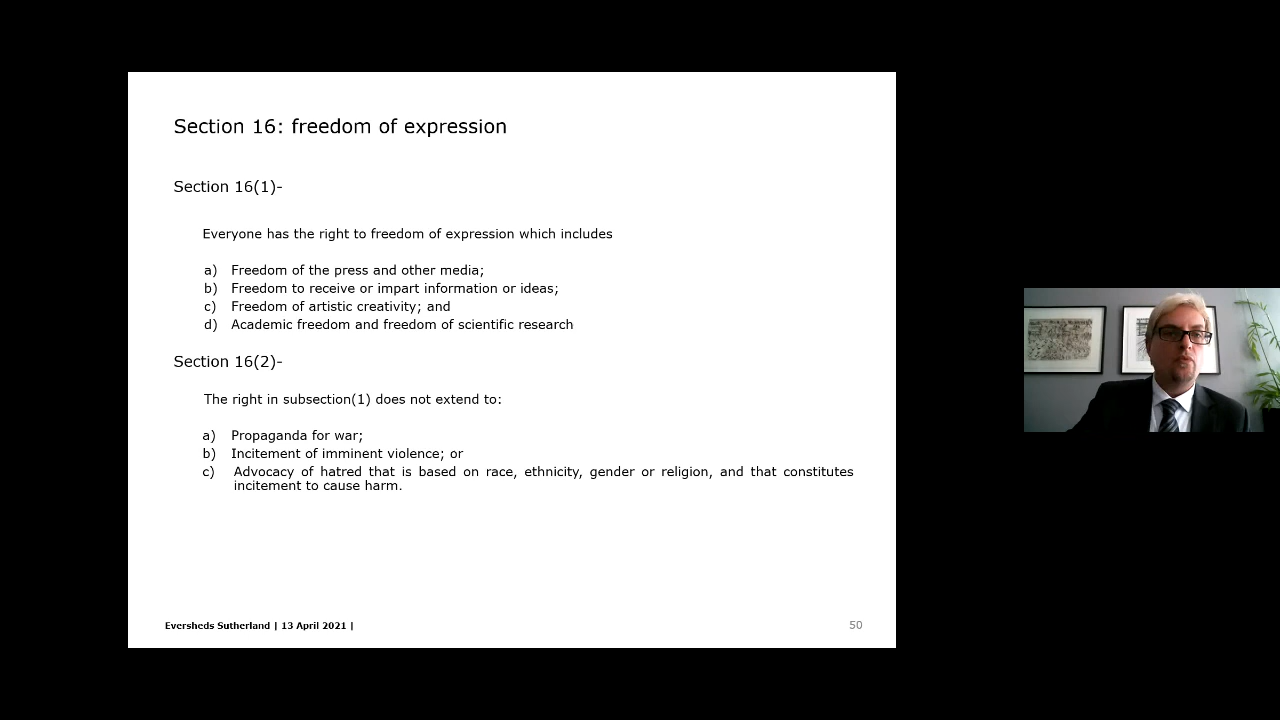 Section 16: freedom of expression
Section 16(1)-
Everyone has the right to freedom of expression which includes
a) Freedom of the press and other media;
b) Freedom to receive or impart information or ideas;
c) Freedom of artistic creativity; and
d) Academic freedom and freedom of scientific research
Section 16(2)-
The right in subsection(1) does not extend to:
a) Propaganda for war;
b) Incitement of imminent violence; or
c) Advocacy of hatred that is based on race, ethnicity, gender or religion, and that constitutes
incitement to cause harm.
Eversheds Sutherland | 13 April 2021 |
50